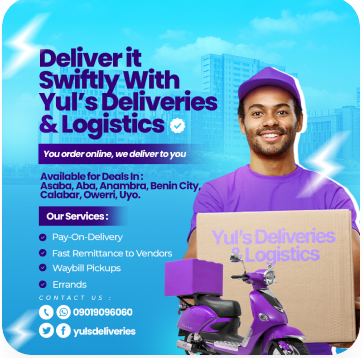 Deliver it
Swiftly With
Yul's Deliveries
& Logistics
You order online, we deliver to you
Available for Deals In :
Asaba, Aba, Anambra, Benin City,
Calabar, Owerri, Uyo.
Our Services :
Pay-On-Delivery
Fast Remittance to Vendors
Waybill Pickups
Errands
CONTACT US :
09019096060
yulsdeliveries
Yul's Deliveries
& Logistics